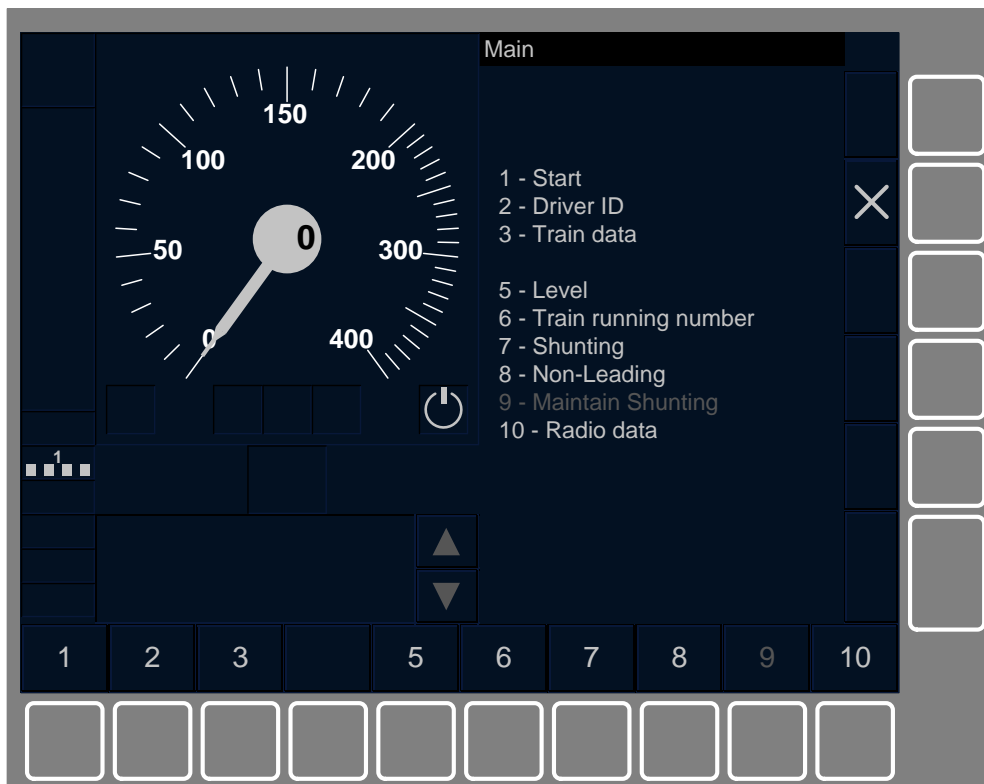 Main
150
100
200
0
50
300
0
400
1 - Start
2 - Driver ID
3 - Train data
5 - Level
6 - Train running number
7 - Shunting
8 - Non-Leading
9 - Maintain Shunting
10 - Radio data
1
1 2 3 5 6 7 8 9 10